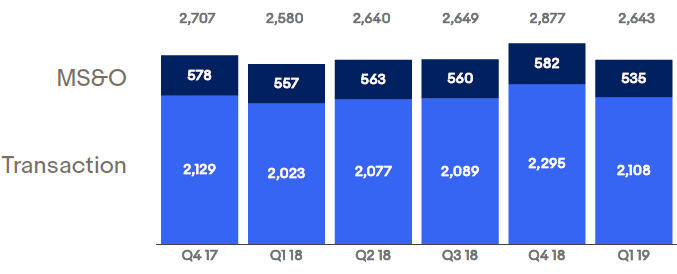 2,707 2,580 2,640 2,649 2,877 2,643
MS&O 578 557 563 560 582 535
Transaction 2,129 2,023 2,077 2,089 2,295 2,108
Q4 17 Q1 18 Q2 18 Q3 18 Q4 18 Q1 19